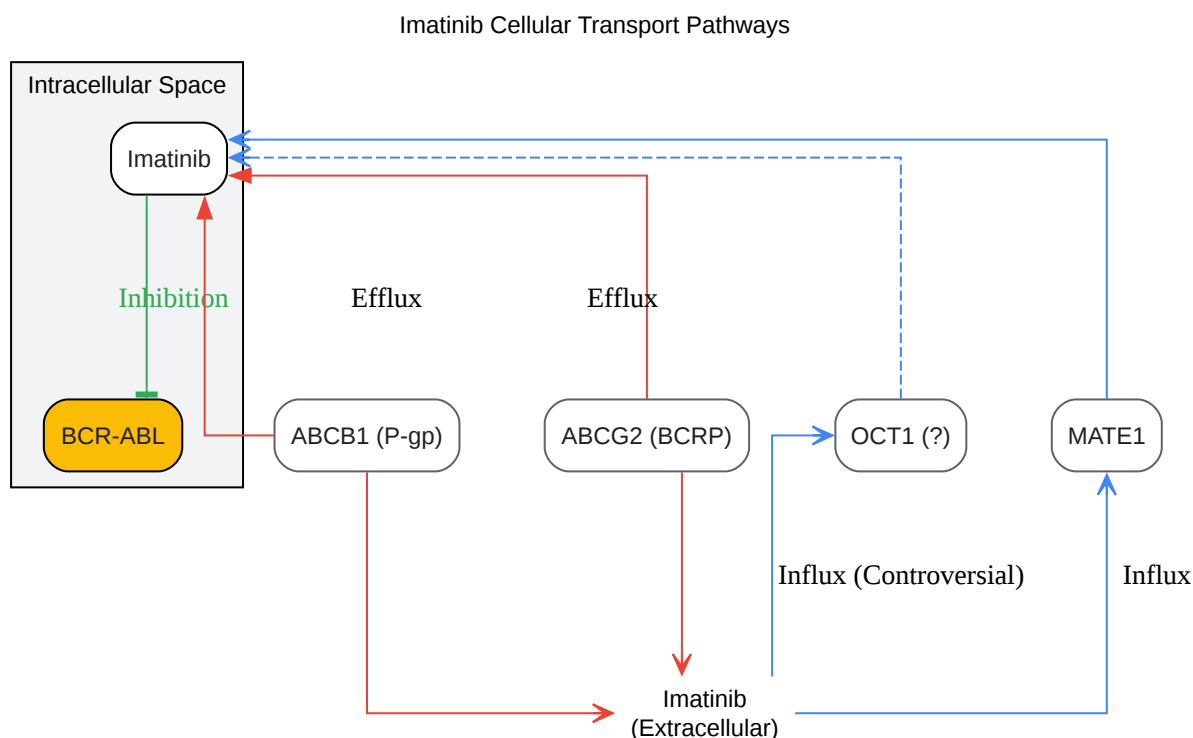 Imatinib Cellular Transport Pathways
Intracellular Space
Imatinib
Inhibition
Efflux
Efflux
BCR-ABL
ABCB1 (P-gp)
ABCG2 (BCRP)
OCT1 (?)
MATE1
Influx (Controversial)
Influx
Imatinib
(Extracellular)